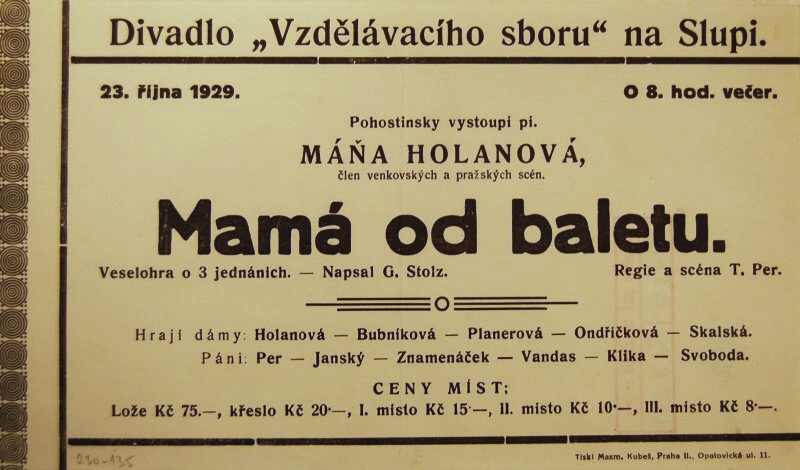 Divadlo „Vzdělávacího sboru“ na Slupi.
23. října 1929. O 8. hod. večer.
Pohostinsky vystoupí pí.
MÁŇA HOLANOVÁ,
člen venkovských a pražských scén.
Mamá od baletu.
Veselohra o 3 jednáních. — Napsal G. Stolz. Regie a scéna T. Per.
Hrají dámy: Holanová — Bubníková — Planerová — Ondříčková — Skalská.
Páni: Per — Janský — Znamenáček — Vandas — Klika — Svoboda.
CENY MÍST:
Lože Kč 75.—, křeslo Kč 20·—, I. místo Kč 15·—, II. místo Kč 10·—, III. místo Kč 8·—.
230-135
Tiskl Maxm. Kubeš, Praha II., Opatovická ul. 11.